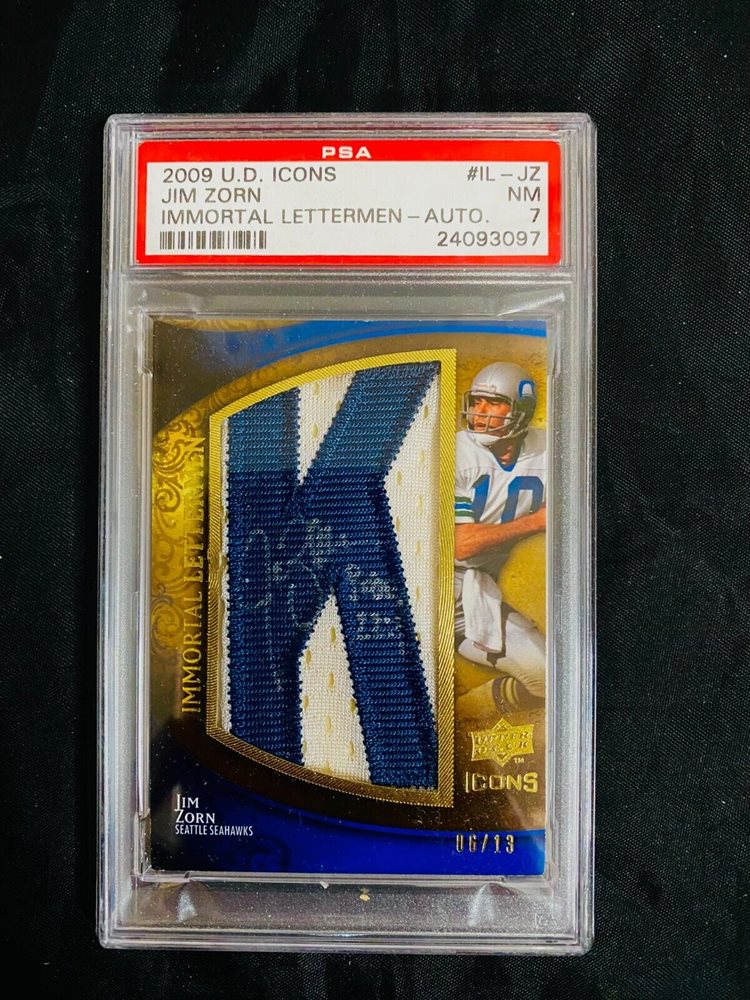 PSA
2009 U.D. ICONS #IL-JZ
JIM ZORN NM
IMMORTAL LETTERMEN-AUTO. 7
24093097
IMMORTAL LETTERMEN
K
10
UPPER
DECK
TM
ICONS
JIM
ZORN
SEATTLE SEAHAWKS
06/13